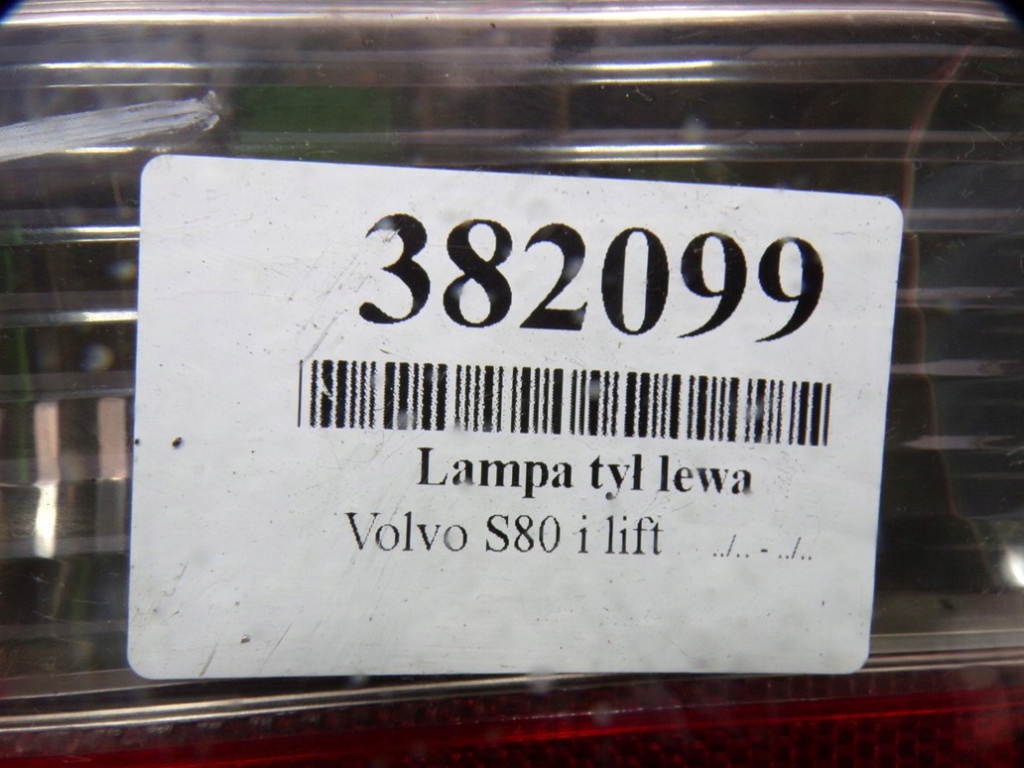 382099
Lampa tył lewa
Volvo S80 i lift ../.. - ../..